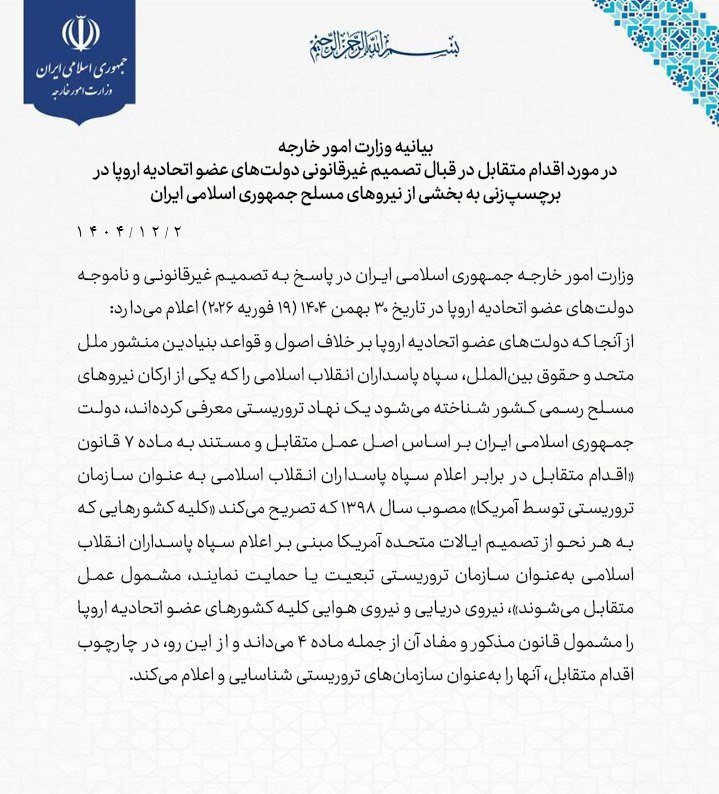 بسم الله الرحمن الرحیم
جمهوری اسلامی ایران
وزارت امور خارجه
بیانیه وزارت امور خارجه
در مورد اقدام متقابل در قبال تصمیم غیرقانونی دولت‌های عضو اتحادیه اروپا در
برچسپ‌زنی به بخشی از نیروهای مسلح جمهوری اسلامی ایران
۱۴۰۴/۱۲/۲
وزارت امور خارجه جمهوری اسلامی ایران در پاسخ به تصمیم غیرقانونی و ناموجه
دولت‌های عضو اتحادیه اروپا در تاریخ ۳۰ بهمن ۱۴۰۴ (۱۹ فوریه ۲۰۲۶) اعلام می‌دارد:
از آنجا که دولت‌های عضو اتحادیه اروپا بر خلاف اصول و قواعد بنیادین منشور ملل
متحد و حقوق بین‌الملل، سپاه پاسداران انقلاب اسلامی را که یکی از ارکان نیروهای
مسلح رسمی کشور شناخته می‌شود یک نهاد تروریستی معرفی کرده‌اند، دولت
جمهوری اسلامی ایران بر اساس اصل عمل متقابل و مستند به ماده ۷ قانون
«اقدام متقابل در برابر اعلام سپاه پاسداران انقلاب اسلامی به عنوان سازمان
تروریستی توسط آمریکا» مصوب سال ۱۳۹۸ که تصریح می‌کند «کلیه کشورهایی که
به هر نحو از تصمیم ایالات متحده آمریکا مبنی بر اعلام سپاه پاسداران انقلاب
اسلامی به‌عنوان سازمان تروریستی تبعیت یا حمایت نمایند، مشمول عمل
متقابل می‌شوند»، نیروی دریایی و نیروی هوایی کلیه کشورهای عضو اتحادیه اروپا
را مشمول قانون مذکور و مفاد آن از جمله ماده ۴ می‌داند و از این رو، در چارچوب
اقدام متقابل، آنها را به‌عنوان سازمان‌های تروریستی شناسایی و اعلام می‌کند.